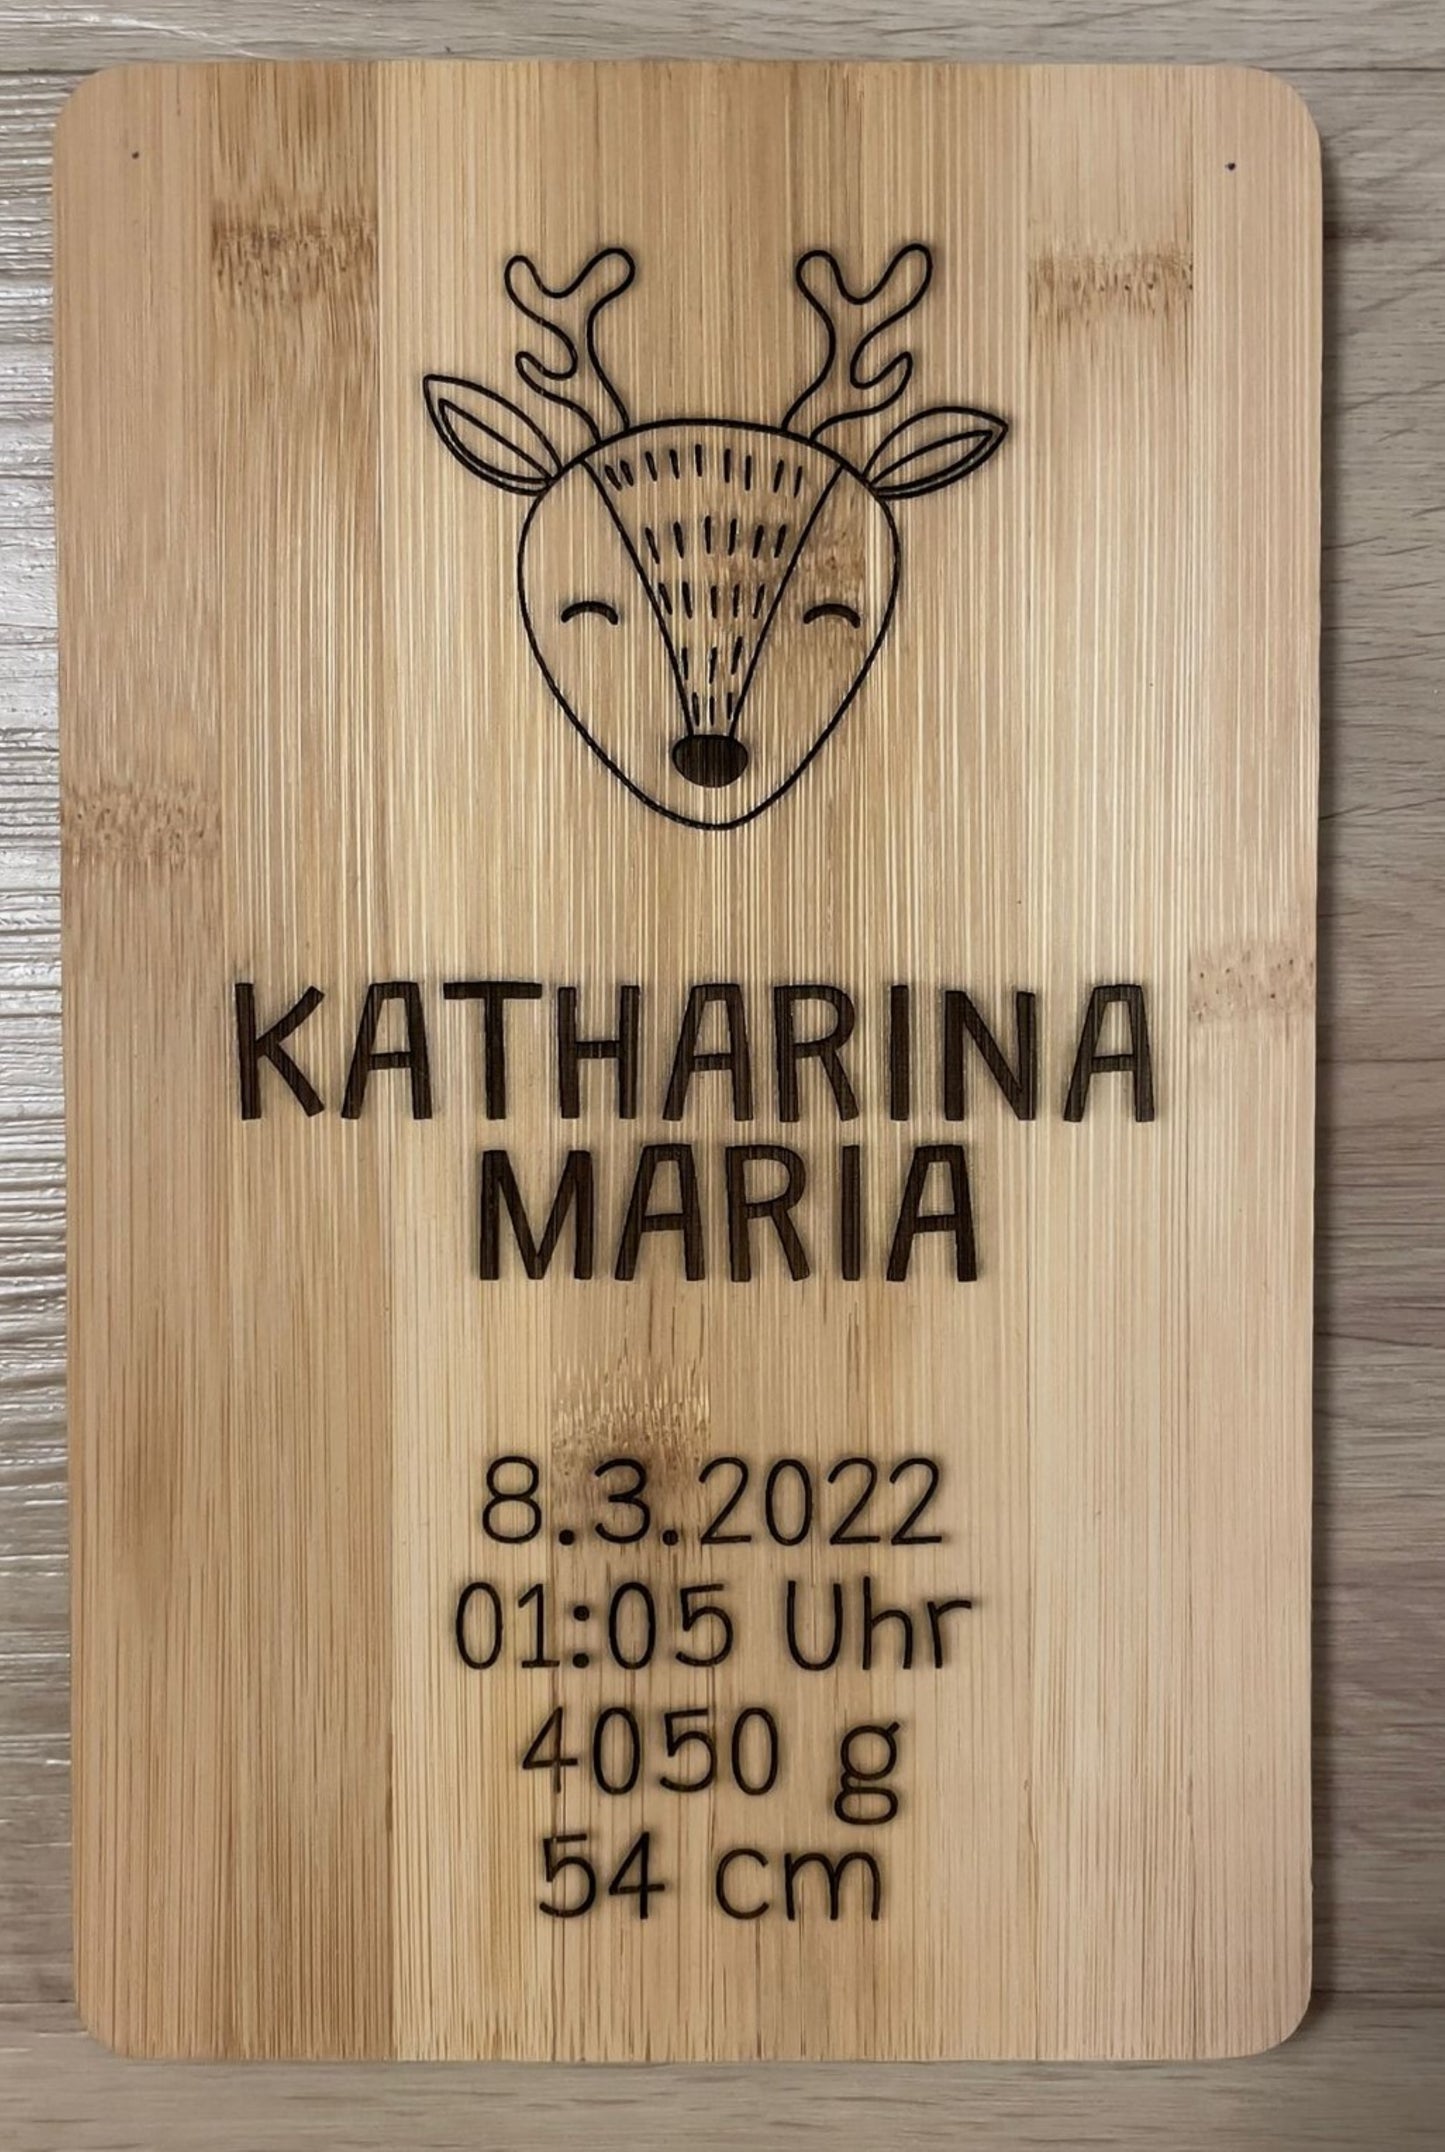 KATHARINA
MARIA
8.3.2022
01:05 Uhr
4050 g
54 cm